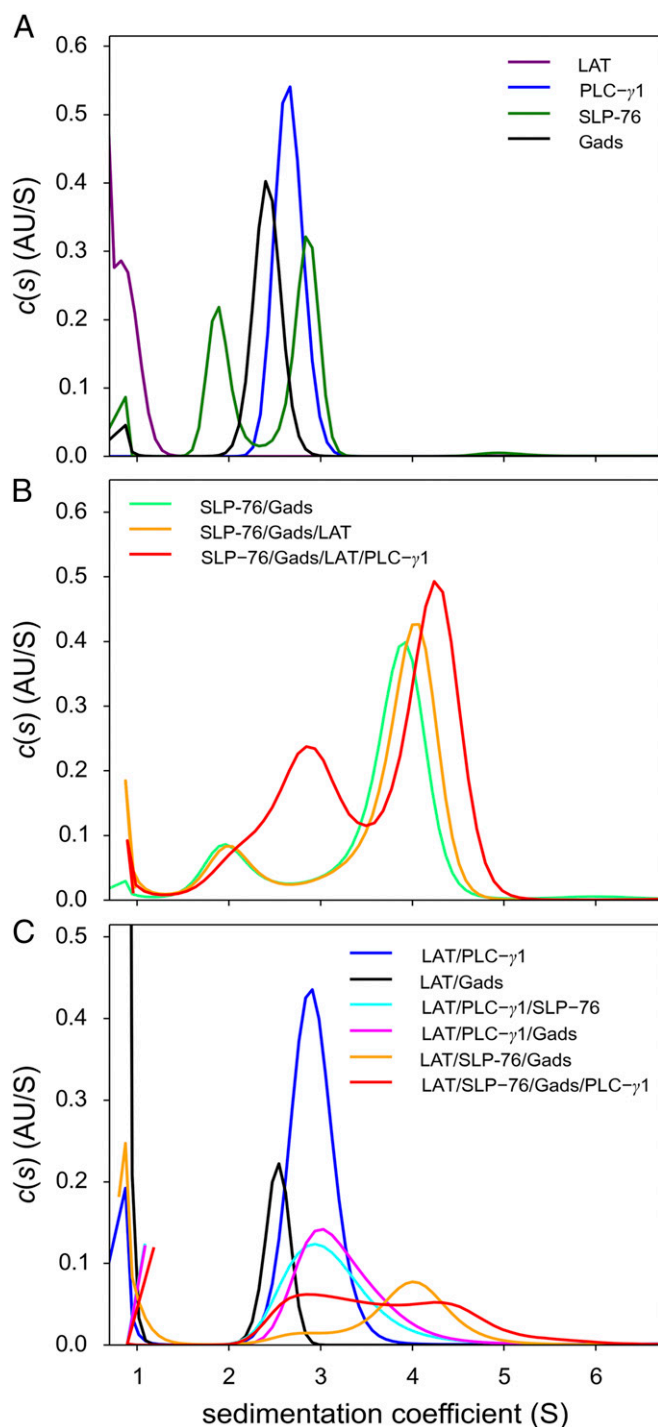 A
0.6
0.5
0.4
0.3
0.2
0.1
0.0
c(s) (AU/S)
LAT
PLC−γ1
SLP-76
Gads
B
0.6
0.5
0.4
0.3
0.2
0.1
0.0
c(s) (AU/S)
SLP-76/Gads
SLP-76/Gads/LAT
SLP−76/Gads/LAT/PLC−γ1
C
0.5
0.4
0.3
0.2
0.1
0.0
c(s) (AU/S)
LAT/PLC−γ1
LAT/Gads
LAT/PLC−γ1/SLP−76
LAT/PLC−γ1/Gads
LAT/SLP-76/Gads
LAT/SLP−76/Gads/PLC−γ1
1 2 3 4 5 6
sedimentation coefficient (S)